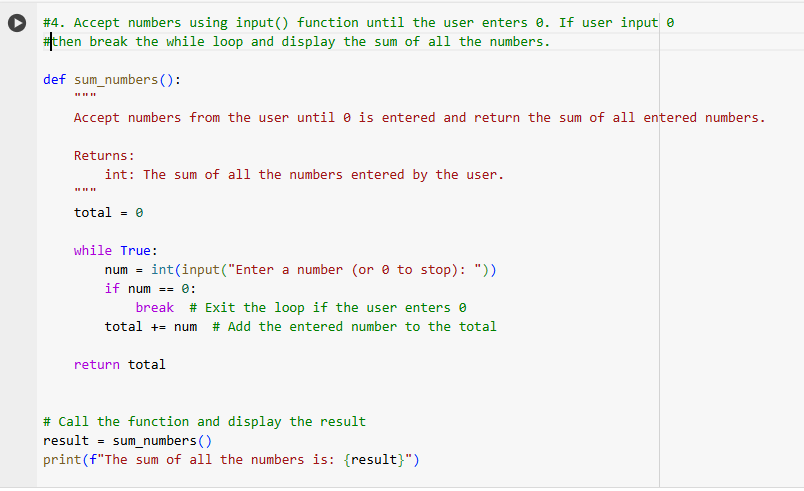 #4. Accept numbers using input() function until the user enters 0. If user input 0
#then break the while loop and display the sum of all the numbers.

def sum_numbers():
    """
    Accept numbers from the user until 0 is entered and return the sum of all entered numbers.

    Returns:
        int: The sum of all the numbers entered by the user.
    """
    total = 0

    while True:
        num = int(input("Enter a number (or 0 to stop): "))
        if num == 0:
            break  # Exit the loop if the user enters 0
        total += num  # Add the entered number to the total

    return total


# Call the function and display the result
result = sum_numbers()
print(f"The sum of all the numbers is: {result}")